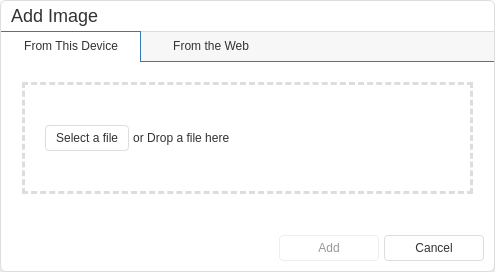 Add Image
From This Device
From the Web
Select a file or Drop a file here
Add
Cancel